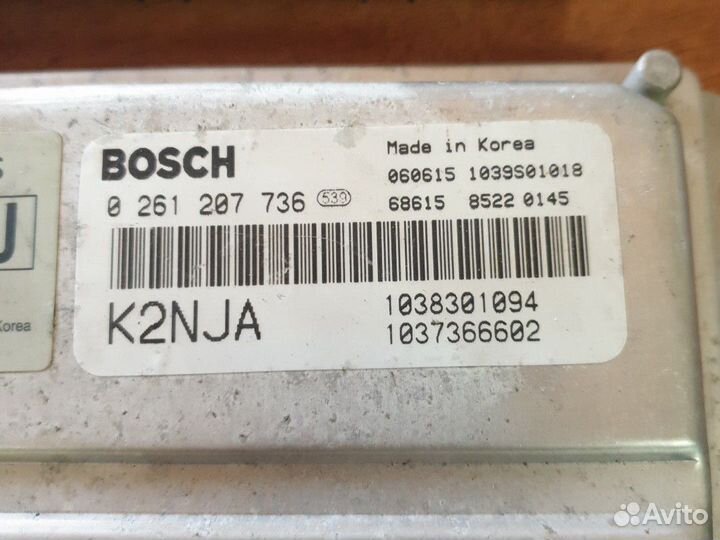 BOSCH
Made in Korea
060615 1039S01018
0 261 207 736 539
68615 8522 0145
K2NJA
1038301094
1037366602
S
U
Korea
Avito